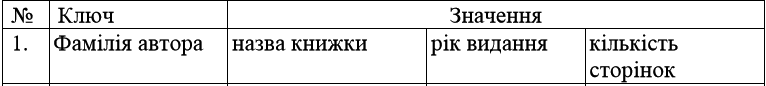 № Ключ Значення
1. Фамілія автора назва книжки рік видання кількість
сторінок